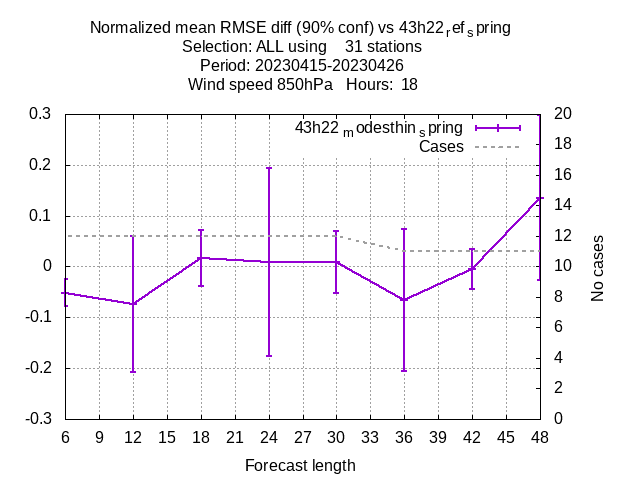 Normalized mean RMSE diff (90% conf) vs 43h22refspring
Selection: ALL using 31 stations
Period: 20230415-20230426
Wind speed 850hPa Hours: 18
0.3
0.2
0.1
0
-0.1
-0.2
-0.3
43h22modesthinspring
Cases
20
18
16
14
12
10
8
6
4
2
0
No cases
6 9 12 15 18 21 24 27 30 33 36 39 42 45 48
Forecast length